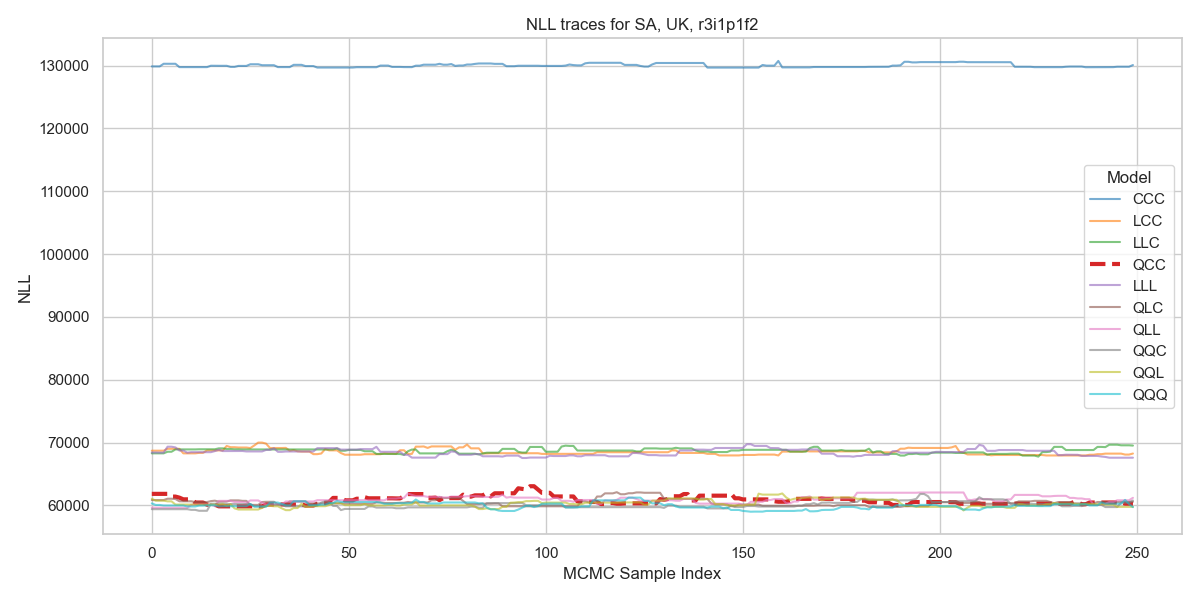 NLL traces for SA, UK, r3i1p1f2
130000
120000
110000
100000
90000
80000
70000
60000
NLL
0
50
100
150
200
250
MCMC Sample Index
Model
CCC
LCC
LLC
QCC
LLL
QLC
QLL
QQC
QQL
QQQ